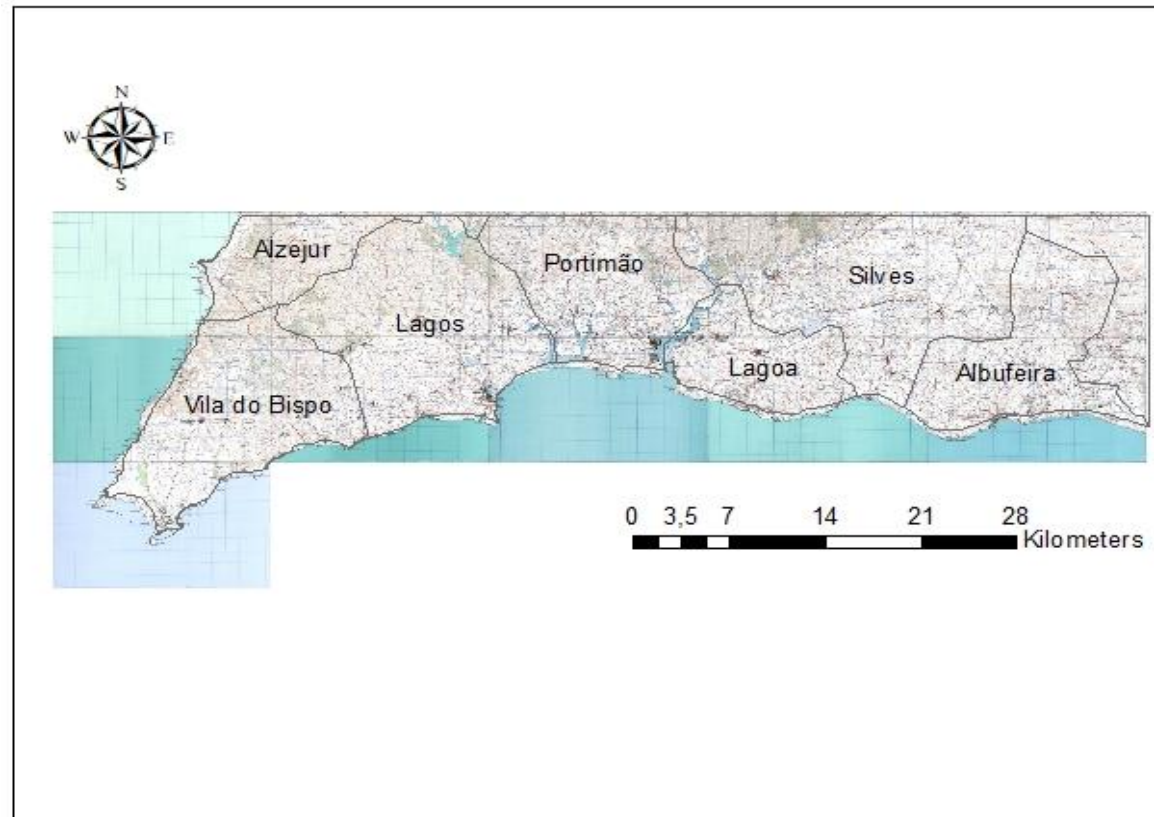 N
W E
S
Alzejur
Portimão
Silves
Lagos
Lagoa
Albufeira
Vila do Bispo
0 3,5 7 14 21 28
Kilometers